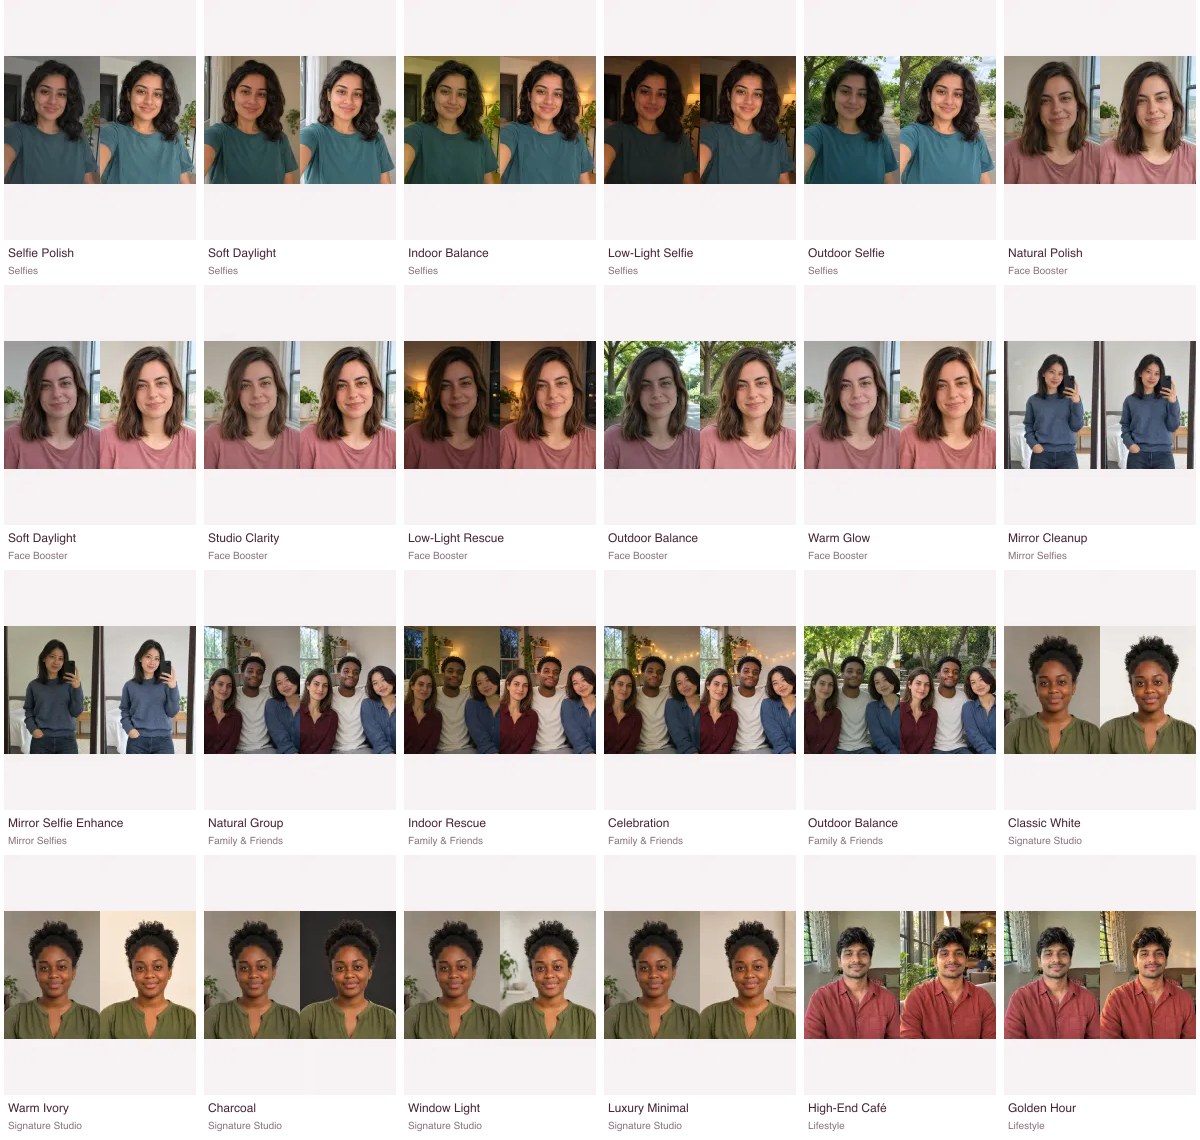 Selfie Polish
Selfies
Soft Daylight
Selfies
Indoor Balance
Selfies
Low-Light Selfie
Selfies
Outdoor Selfie
Selfies
Natural Polish
Face Booster
Soft Daylight
Face Booster
Studio Clarity
Face Booster
Low-Light Rescue
Face Booster
Outdoor Balance
Face Booster
Warm Glow
Face Booster
Mirror Cleanup
Mirror Selfies
Mirror Selfie Enhance
Mirror Selfies
Natural Group
Family & Friends
Indoor Rescue
Family & Friends
Celebration
Family & Friends
Outdoor Balance
Family & Friends
Classic White
Signature Studio
Warm Ivory
Signature Studio
Charcoal
Signature Studio
Window Light
Signature Studio
Luxury Minimal
Signature Studio
High-End Café
Lifestyle
Golden Hour
Lifestyle